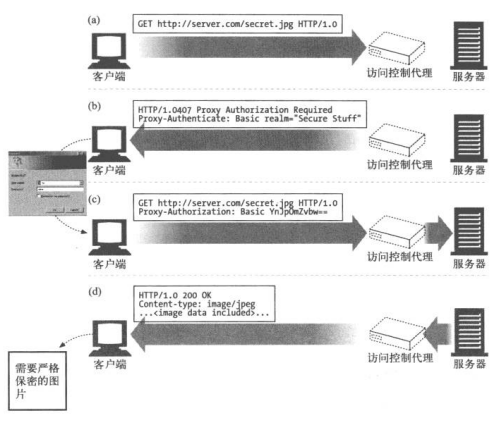 (a)
GET http://server.com/secret.jpg HTTP/1.0
客户端
访问控制代理
服务器
(b)
HTTP/1.0407 Proxy Authorization Required
Proxy-Authenticate: Basic realm="Secure Stuff"
客户端
访问控制代理
服务器
(c)
GET http://server.com/secret.jpg HTTP/1.0
Proxy-Authorization: Basic YnJpOmZvbw==
客户端
访问控制代理
服务器
(d)
HTTP/1.0 200 OK
Content-type: image/jpeg
...<image data included>...
客户端
访问控制代理
服务器
需要严格
保密的图
片